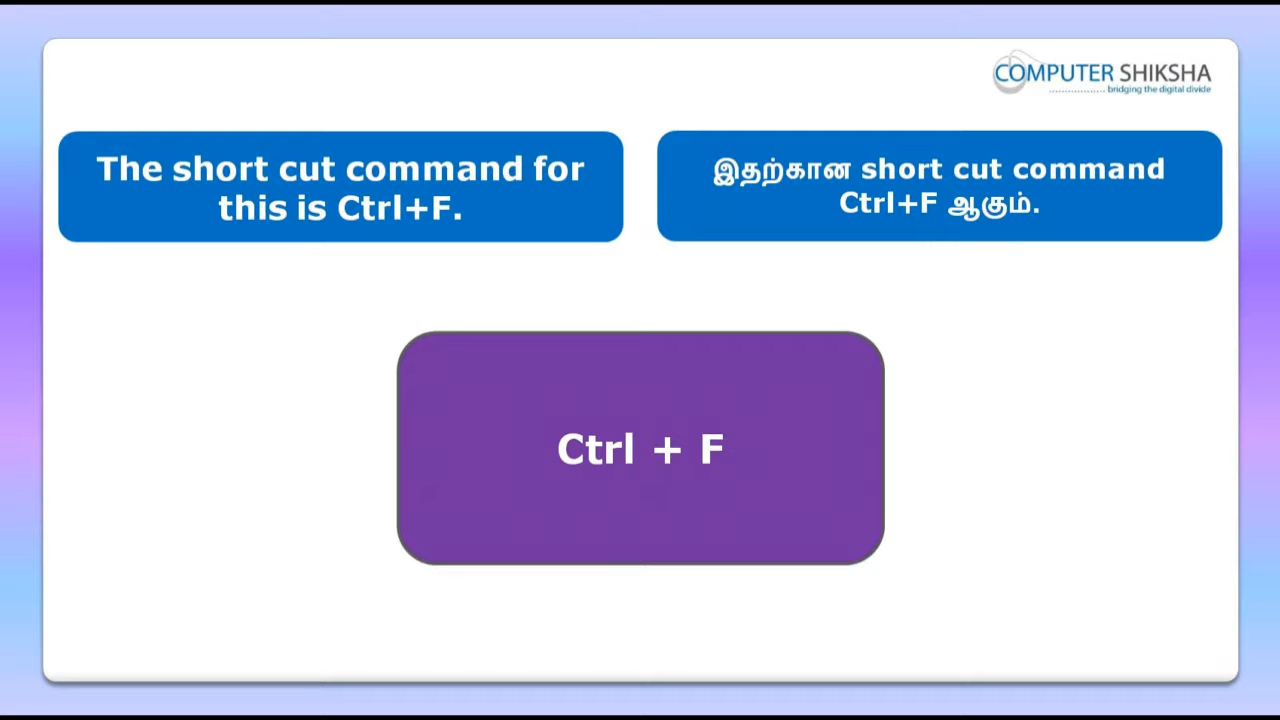 COMPUTER SHIKSHA
bridging the digital divide
The short cut command for
this is Ctrl+F.
இதற்கான short cut command
Ctrl+F ஆகும்.
Ctrl + F